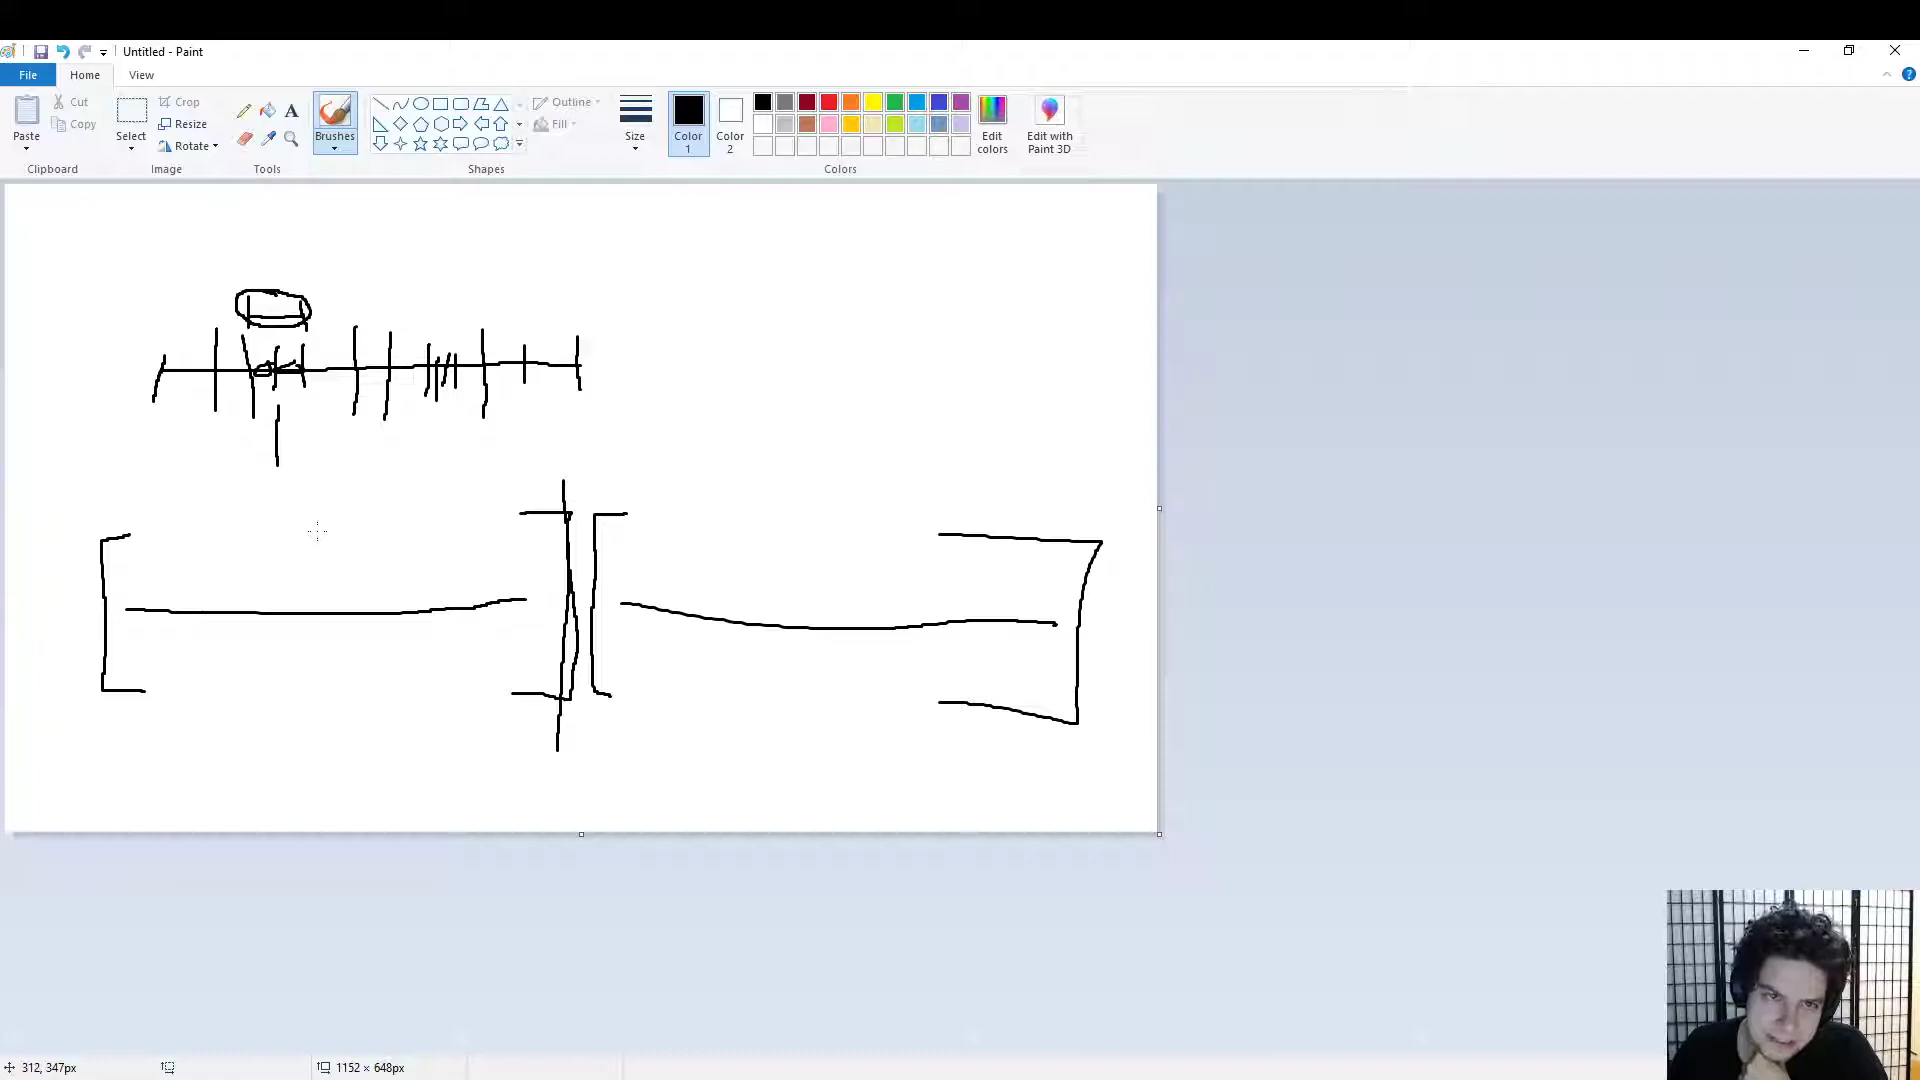 Untitled - Paint
File Home View
Paste
Cut
Copy
Clipboard
Select
Crop
Resize
Rotate
Image
A
Tools
Brushes
Shapes
Outline
Fill
Size
Color 1
Color 2
Edit colors
Edit with Paint 3D
Colors
?
312, 347px
1152 × 648px